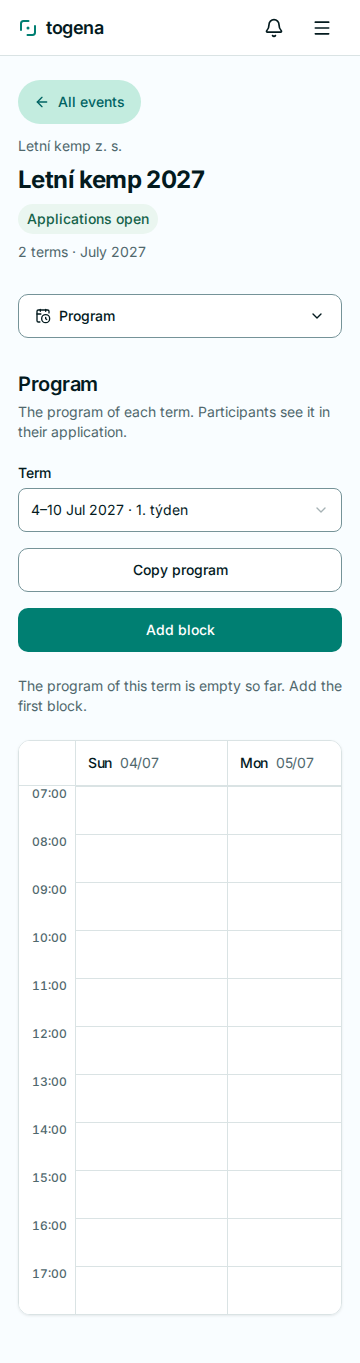 togena
All events
Letní kemp z. s.
Letní kemp 2027
Applications open
2 terms · July 2027
Program
Program
The program of each term. Participants see it in
their application.
Term
4–10 Jul 2027 · 1. týden
Copy program
Add block
The program of this term is empty so far. Add the
first block.
Sun 04/07 Mon 05/07
07:00
08:00
09:00
10:00
11:00
12:00
13:00
14:00
15:00
16:00
17:00